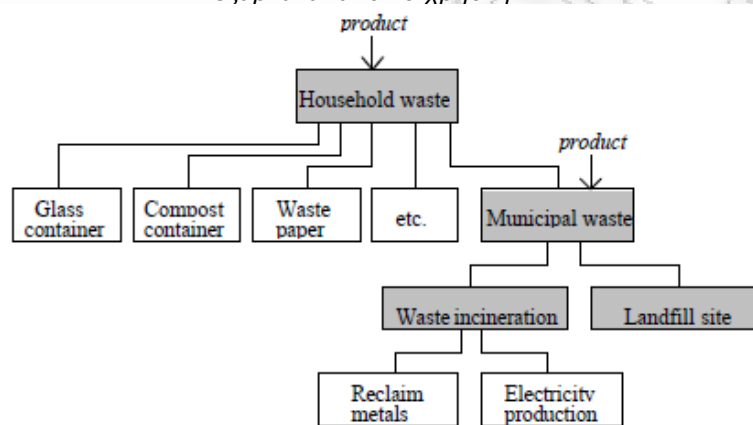 product
Household waste
product
Glass
container
Compost
container
Waste
paper
etc.
Municipal waste
Waste incineration
Landfill site
Reclaim
metals
Electricity
production